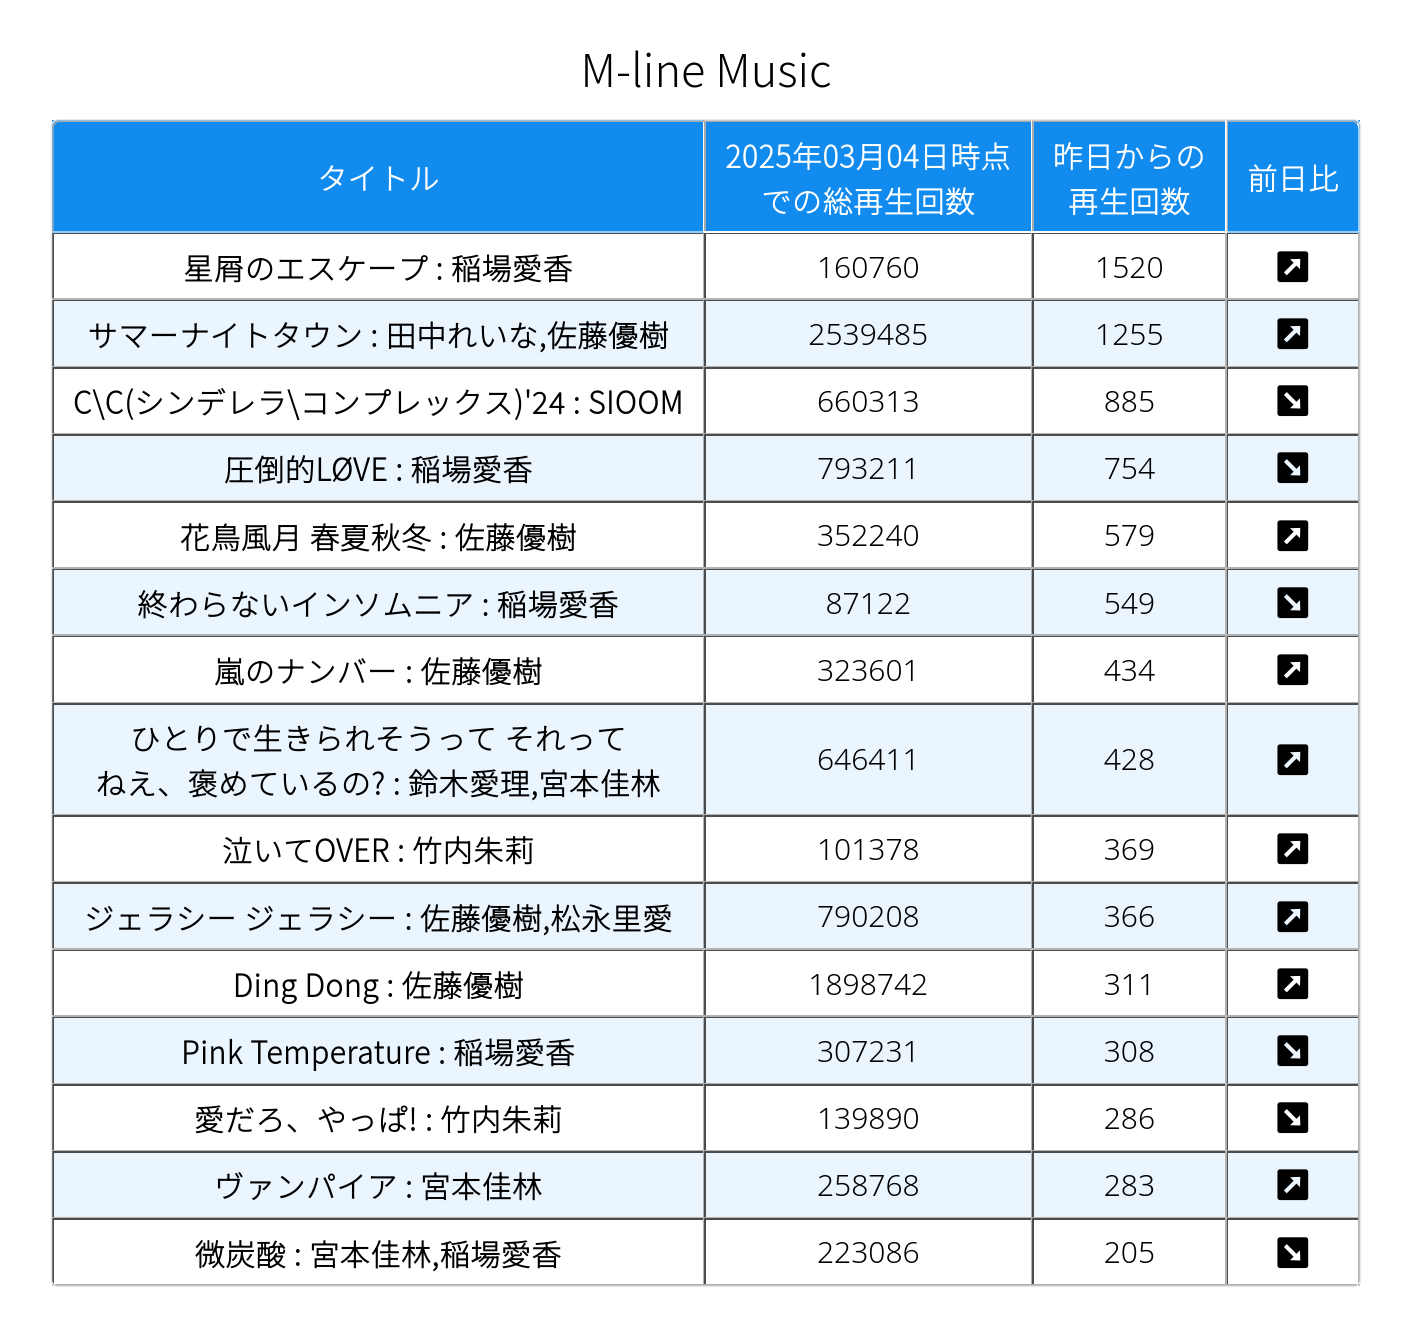 M-line Music
タイトル
2025年03月04日時点
での総再生回数
昨日からの
再生回数
前日比
星屑のエスケープ : 稲場愛香 160760 1520
サマーナイトタウン : 田中れいな,佐藤優樹 2539485 1255
C\C(シンデレラ\コンプレックス)'24 : SIOOM 660313 885
圧倒的LØVE : 稲場愛香 793211 754
花鳥風月 春夏秋冬 : 佐藤優樹 352240 579
終わらないインソムニア : 稲場愛香 87122 549
嵐のナンバー : 佐藤優樹 323601 434
ひとりで生きられそうって それって
ねえ、褒めているの? : 鈴木愛理,宮本佳林 646411 428
泣いてOVER : 竹内朱莉 101378 369
ジェラシー ジェラシー : 佐藤優樹,松永里愛 790208 366
Ding Dong : 佐藤優樹 1898742 311
Pink Temperature : 稲場愛香 307231 308
愛だろ、やっぱ! : 竹内朱莉 139890 286
ヴァンパイア : 宮本佳林 258768 283
微炭酸 : 宮本佳林,稲場愛香 223086 205